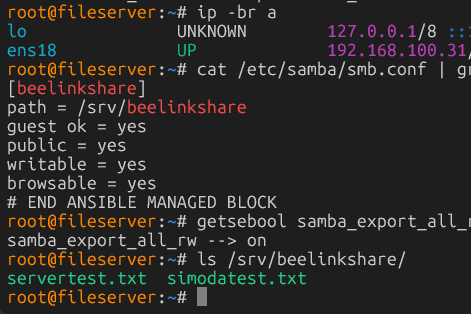 root@fileserver:~# ip -br a
lo UNKNOWN 127.0.0.1/8 ::
ens18 UP 192.168.100.31/
root@fileserver:~# cat /etc/samba/smb.conf | gr
[beelinkshare]
path = /srv/beelinkshare
guest ok = yes
public = yes
writable = yes
browsable = yes
# END ANSIBLE MANAGED BLOCK
root@fileserver:~# getsebool samba_export_all_
samba_export_all_rw --> on
root@fileserver:~# ls /srv/beelinkshare/
servertest.txt simodatest.txt
root@fileserver:~#